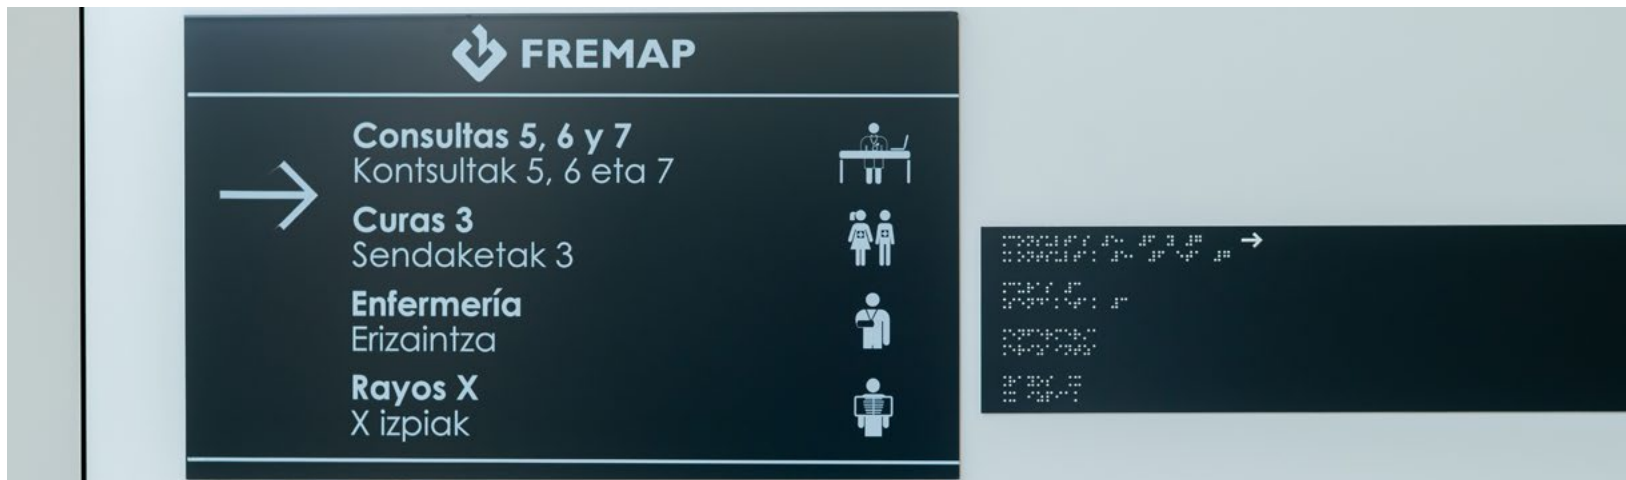 FREMAP
Consultas 5, 6 y 7
Kontsultak 5, 6 eta 7
Curas 3
Sendaketak 3
Enfermería
Erizaintza
Rayos X
X izpiak